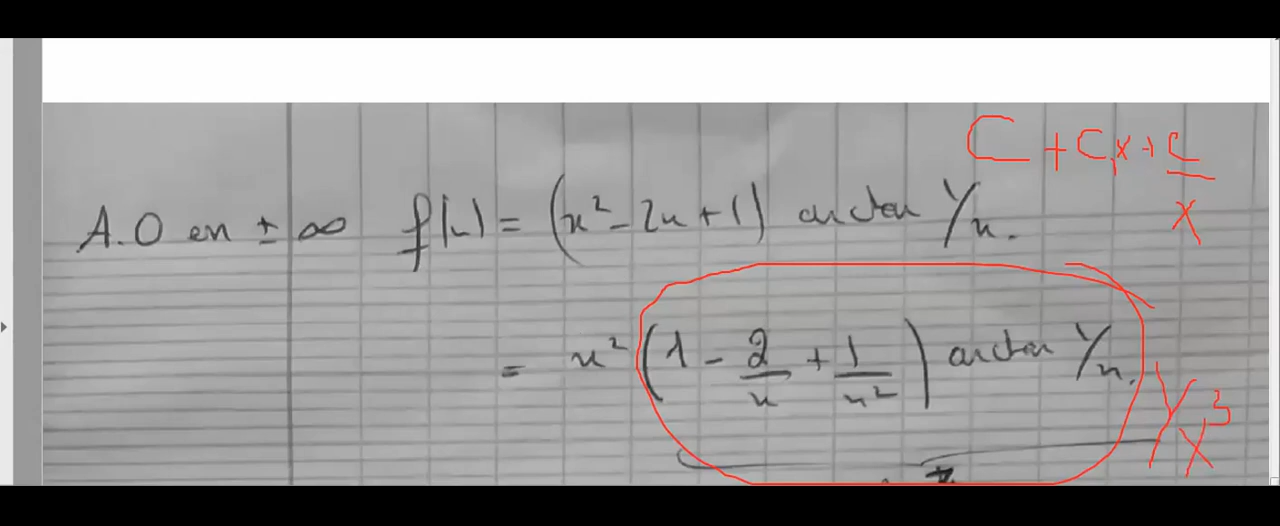 C + C₁x + c/x
A.O en ± ∞ f(x) = (x² - 2x + 1) arctan 1/x.
= x² (1 - 2/x + 1/x²) arctan 1/x.
1/x³